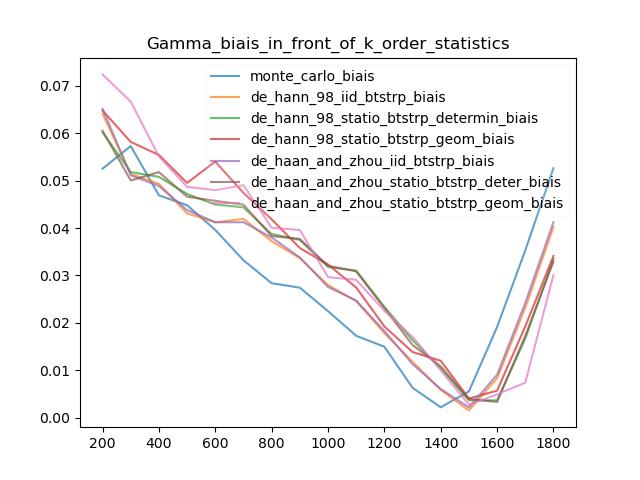 Gamma_biais_in_front_of_k_order_statistics
monte_carlo_biais
de_hann_98_iid_btstrp_biais
de_hann_98_statio_btstrp_determin_biais
de_hann_98_statio_btstrp_geom_biais
de_haan_and_zhou_iid_btstrp_biais
de_haan_and_zhou_statio_btstrp_deter_biais
de_haan_and_zhou_statio_btstrp_geom_biais
0.07
0.06
0.05
0.04
0.03
0.02
0.01
0.00
200 400 600 800 1000 1200 1400 1600 1800